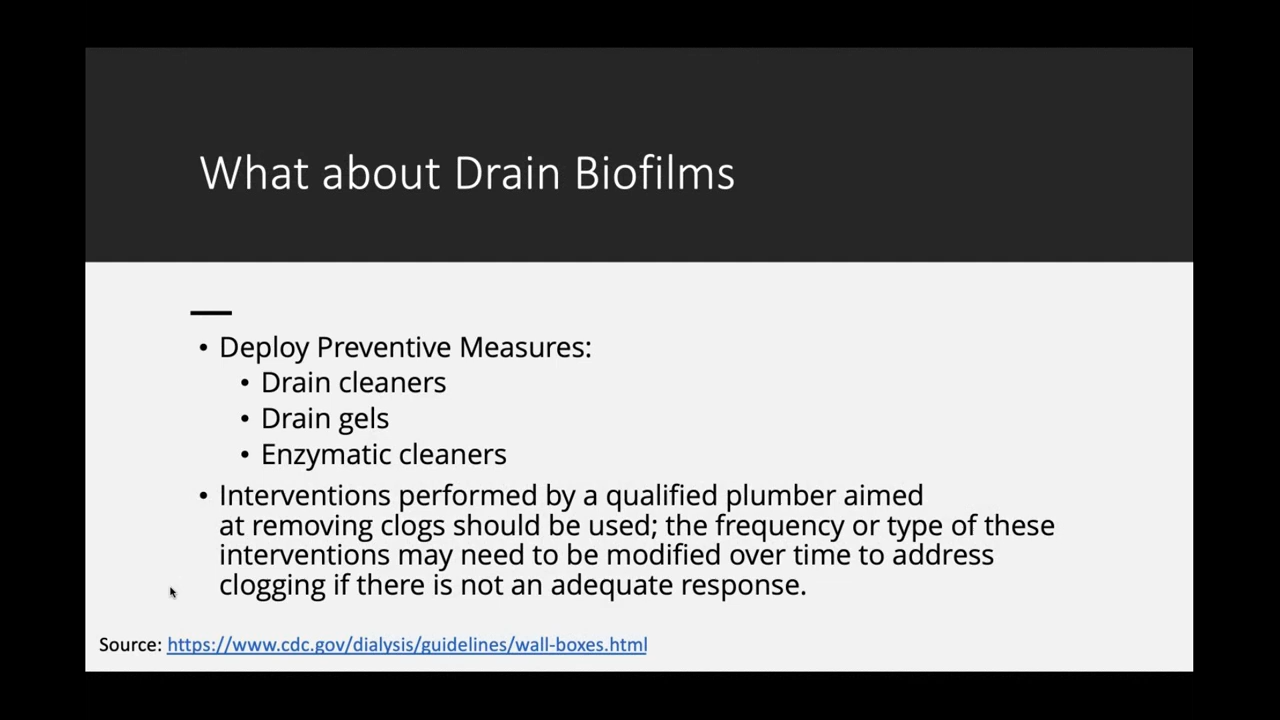 What about Drain Biofilms
• Deploy Preventive Measures:
• Drain cleaners
• Drain gels
• Enzymatic cleaners
• Interventions performed by a qualified plumber aimed
at removing clogs should be used; the frequency or type of these
interventions may need to be modified over time to address
clogging if there is not an adequate response.
Source: https://www.cdc.gov/dialysis/guidelines/wall-boxes.html